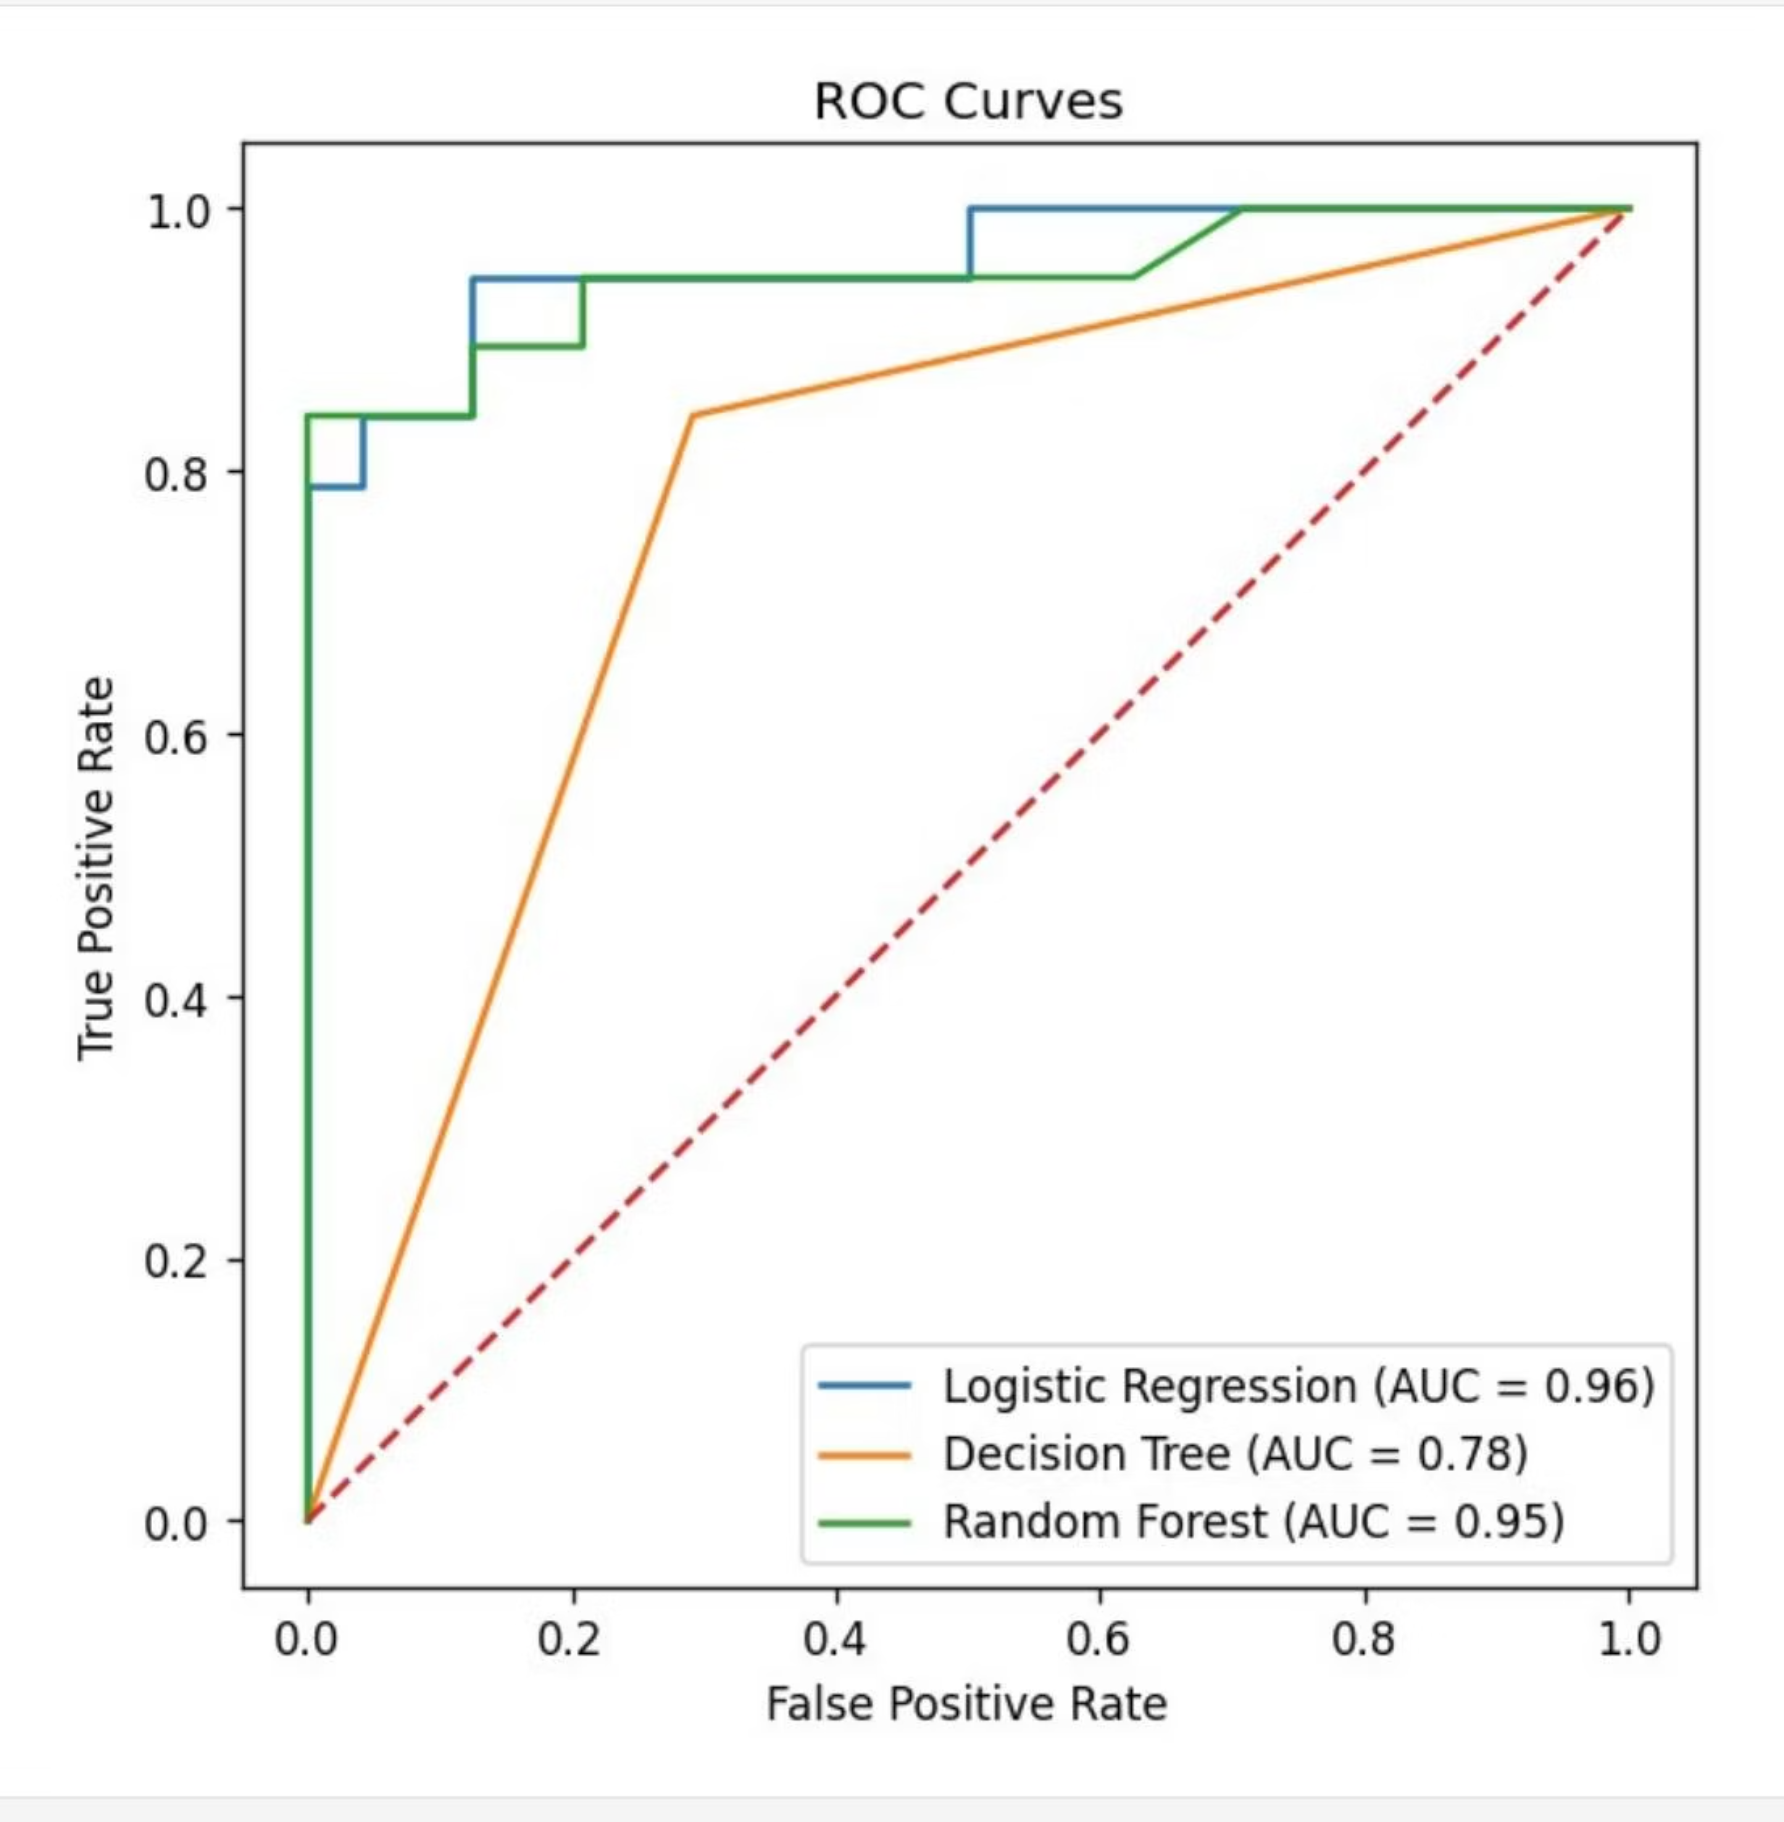 ROC Curves
1.0
0.8
0.6
0.4
0.2
0.0
True Positive Rate
Logistic Regression (AUC = 0.96)
Decision Tree (AUC = 0.78)
Random Forest (AUC = 0.95)
0.0 0.2 0.4 0.6 0.8 1.0
False Positive Rate